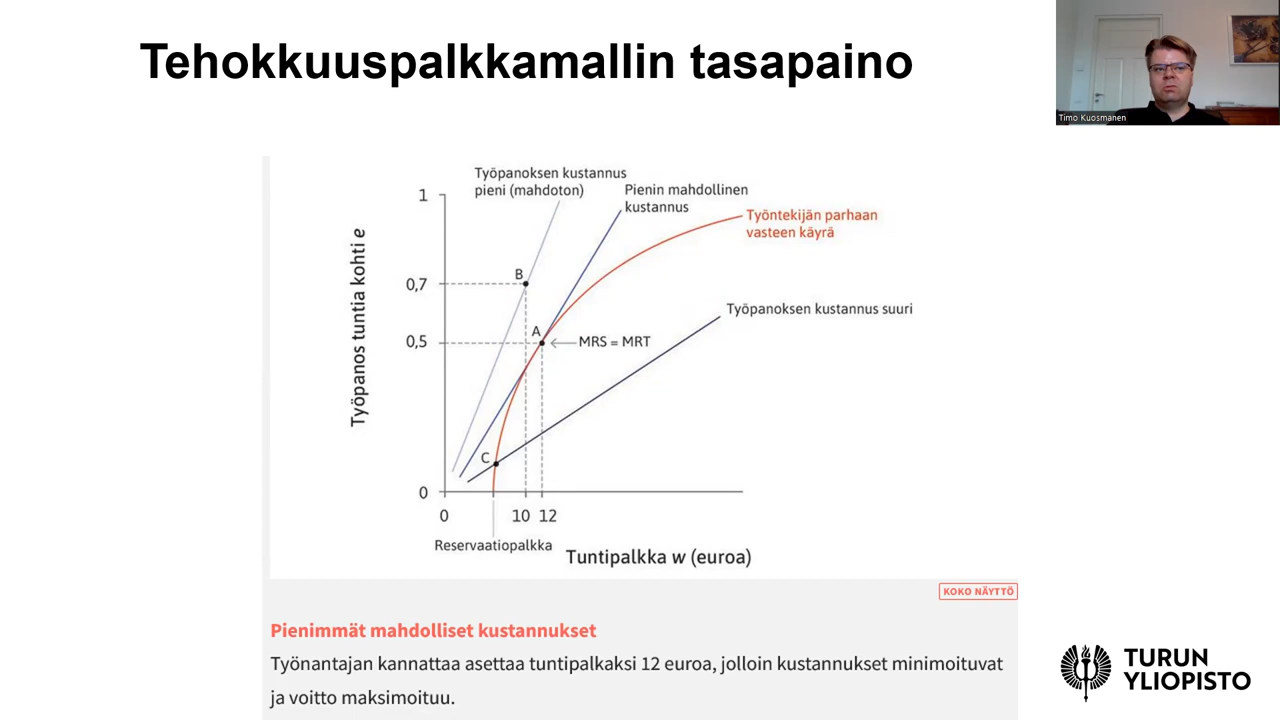 Tehokkuuspalkkamallin tasapaino
Timo Kuosmanen
Työpanoksen kustannus
pieni (mahdoton)
Pienin mahdollinen
kustannus
Työntekijän parhaan
vasteen käyrä
Työpanos tuntia kohti e
1
0,7
0,5
0
B
A
MRS = MRT
C
Työpanoksen kustannus suuri
0
10
12
Reservaatiopalkka
Tuntipalkka w (euroa)
KOKO NÄYTTÖ
Pienimmät mahdolliset kustannukset
Työnantajan kannattaa asettaa tuntipalkaksi 12 euroa, jolloin kustannukset minimoituvat
ja voitto maksimoituu.
TURUN
YLIOPISTO